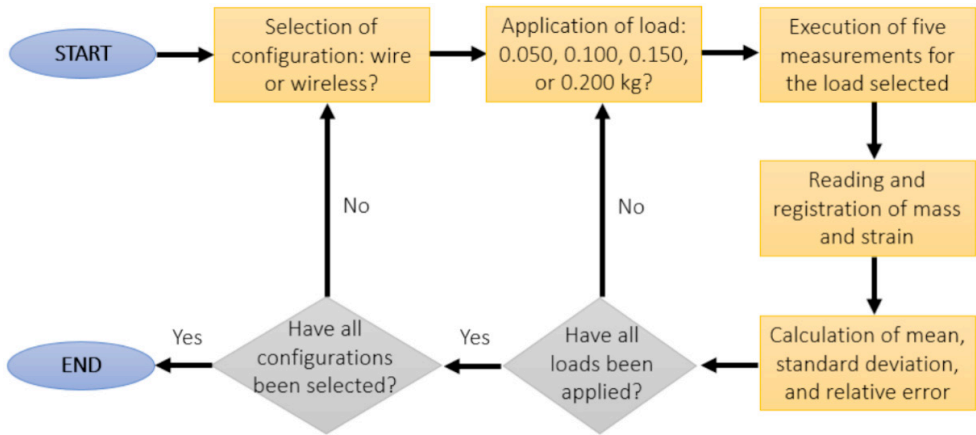 START
Selection of
configuration: wire
or wireless?
Application of load:
0.050, 0.100, 0.150,
or 0.200 kg?
Execution of five
measurements for
the load selected
Reading and
registration of mass
and strain
Calculation of mean,
standard deviation,
and relative error
Have all
loads been
applied?
No
Yes
Have all
configurations
been selected?
No
Yes
END